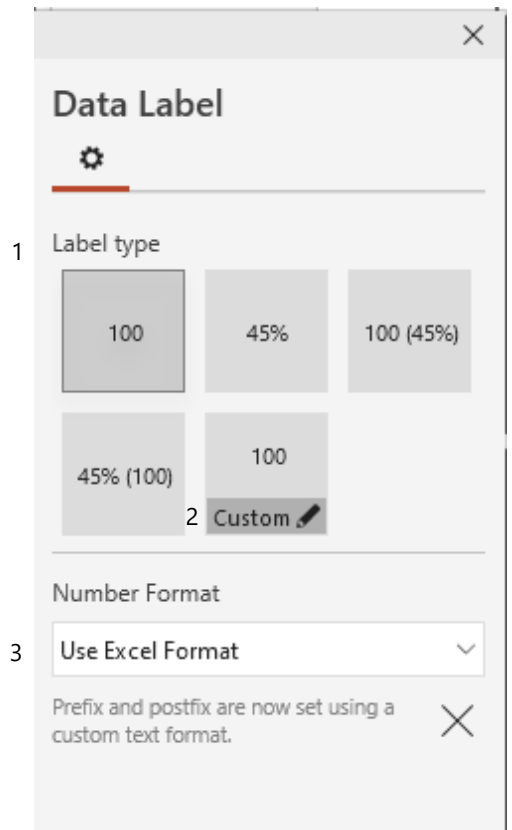 Data Label
1 Label type
100 45% 100 (45%)
45% (100) 100
2 Custom
Number Format
3 Use Excel Format
Prefix and postfix are now set using a
custom text format.